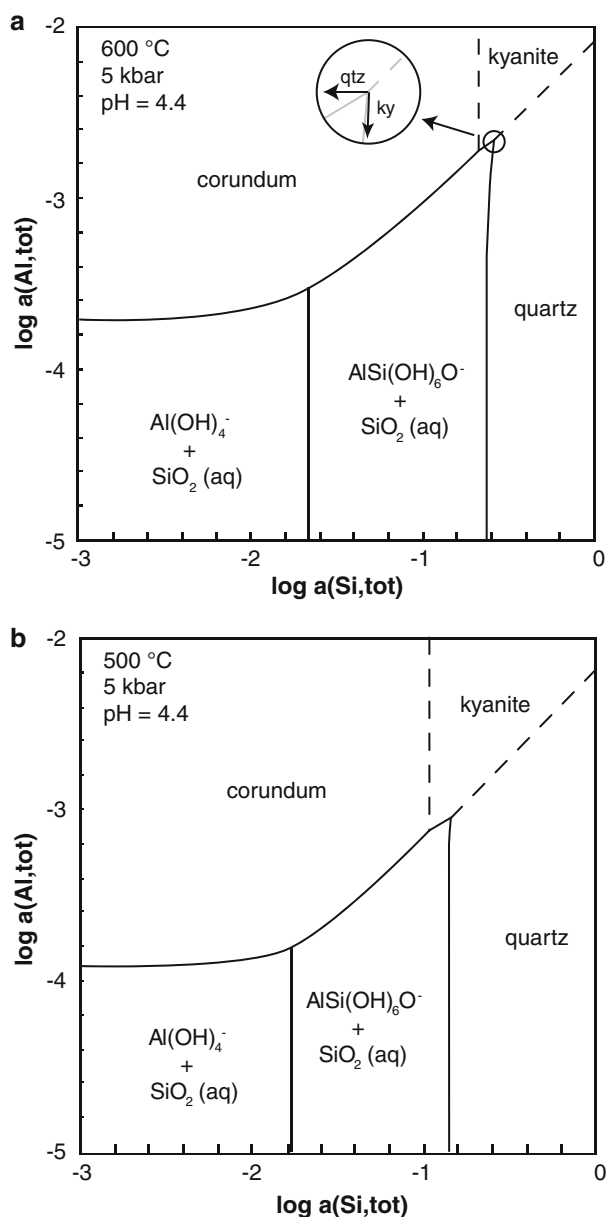 a
600 °C
5 kbar
pH = 4.4
qtz
ky
kyanite
corundum
quartz
AlSi(OH)₆O⁻
+
SiO₂ (aq)
Al(OH)₄⁻
+
SiO₂ (aq)
log a(Al,tot)
-2
-3
-4
-5
-3
-2
-1
0
log a(Si,tot)
b
500 °C
5 kbar
pH = 4.4
kyanite
corundum
quartz
AlSi(OH)₆O⁻
+
SiO₂ (aq)
Al(OH)₄⁻
+
SiO₂ (aq)
log a(Al,tot)
-2
-3
-4
-5
-3
-2
-1
0
log a(Si,tot)